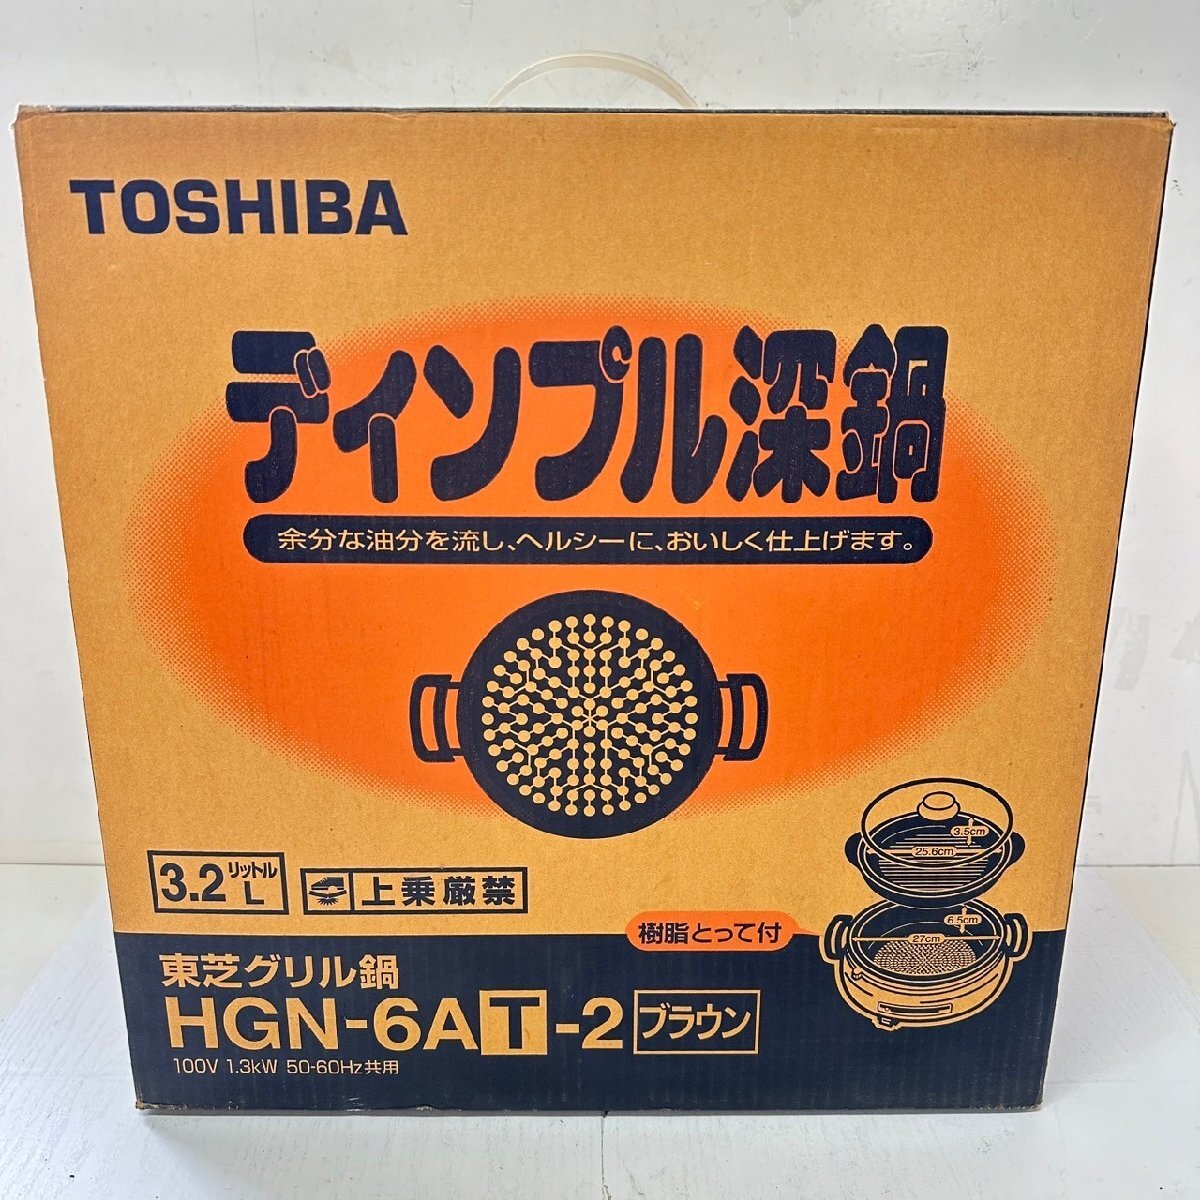 TOSHIBA
ディンプル深鍋
余分な油分を流し、ヘルシーに、おいしく仕上げます。
3.5cm
25.6cm
3.2リットルL
上乗厳禁
6.5cm
27cm
樹脂とって付
東芝グリル鍋
HGN-6AT-2 ブラウン
100V 1.3kW 50-60Hz共用